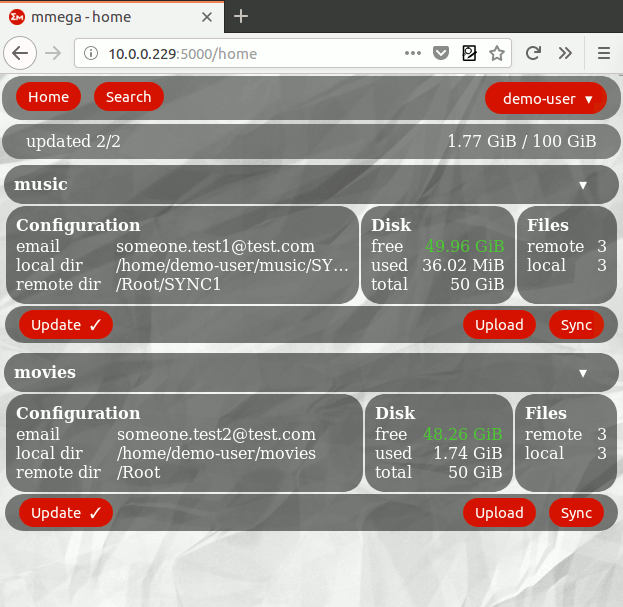 mmega - home
10.0.0.229:5000/home
Home Search demo-user ▾
updated 2/2 1.77 GiB / 100 GiB
music ▾
Configuration Disk Files
email someone.test1@test.com free 49.96 GiB remote 3
local dir /home/demo-user/music/SY... used 36.02 MiB local 3
remote dir /Root/SYNC1 total 50 GiB
Update ✓ Upload Sync
movies ▾
Configuration Disk Files
email someone.test2@test.com free 48.26 GiB remote 3
local dir /home/demo-user/movies used 1.74 GiB local 3
remote dir /Root total 50 GiB
Update ✓ Upload Sync